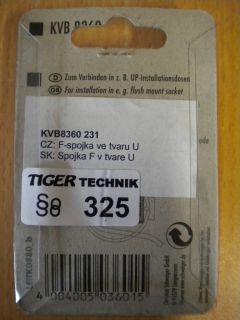 KVB 8360
D Zum Verbinden in z. B. UP-Installationsdosen
GB For installation in e.g. flush mount socket
KVB8360 231
CZ: F-spojka ve tvaru U
SK: Spojka F v tvare U
TIGER TECHNIK
325
4 004005 036015